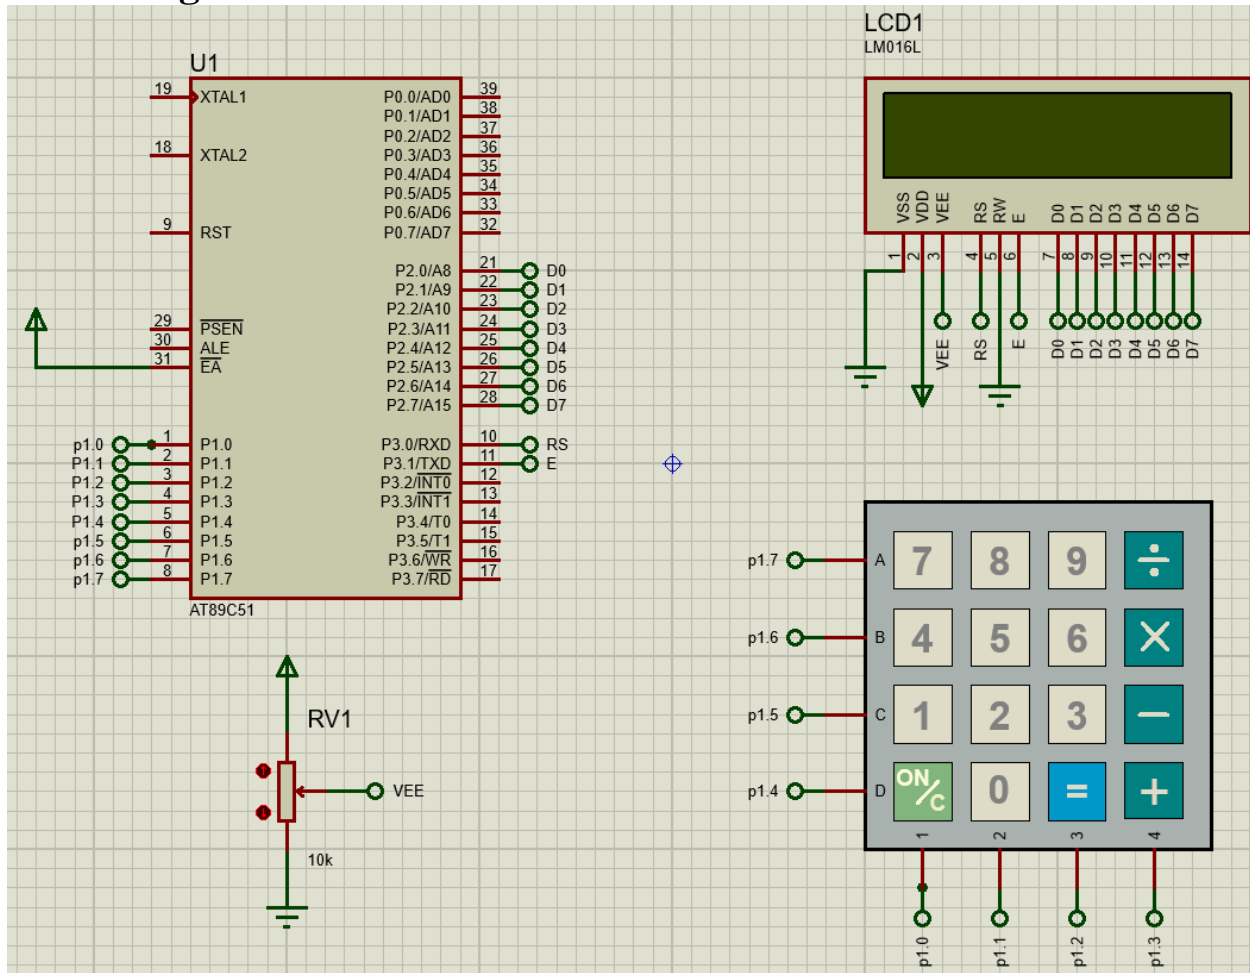 LCD1
LM016L
U1
19 XTAL1
18 XTAL2
9 RST
29 PSEN
30 ALE
31 EA
p1.0 1 P1.0
P1.1 2 P1.1
P1.2 3 P1.2
P1.3 4 P1.3
P1.4 5 P1.4
p1.5 6 P1.5
p1.6 7 P1.6
p1.7 8 P1.7
P0.0/AD0 39
P0.1/AD1 38
P0.2/AD2 37
P0.3/AD3 36
P0.4/AD4 35
P0.5/AD5 34
P0.6/AD6 33
P0.7/AD7 32
P2.0/A8 21 D0
P2.1/A9 22 D1
P2.2/A10 23 D2
P2.3/A11 24 D3
P2.4/A12 25 D4
P2.5/A13 26 D5
P2.6/A14 27 D6
P2.7/A15 28 D7
P3.0/RXD 10 RS
P3.1/TXD 11 E
P3.2/INT0 12
P3.3/INT1 13
P3.4/T0 14
P3.5/T1 15
P3.6/WR 16
P3.7/RD 17
AT89C51
VSS VDD VEE RS RW E D0 D1 D2 D3 D4 D5 D6 D7
1 2 3 4 5 6 7 8 9 10 11 12 13 14
VEE RS E D0 D1 D2 D3 D4 D5 D6 D7
RV1
VEE
10k
p1.7 A 7 8 9 ÷
p1.6 B 4 5 6 ×
p1.5 C 1 2 3 −
p1.4 D ON/C 0 = +
1 2 3 4
p1.0 p1.1 p1.2 p1.3